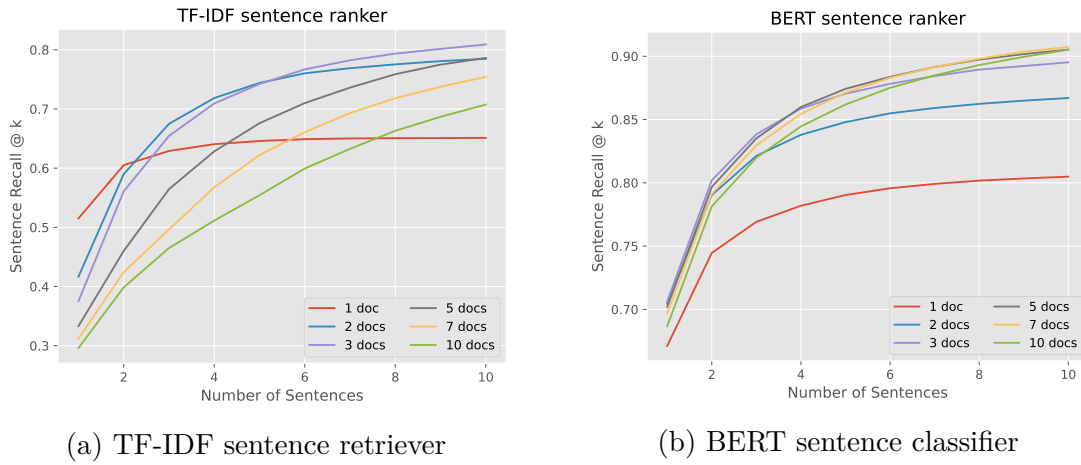 TF-IDF sentence ranker
0.8
0.7
0.6
0.5
0.4
0.3
Sentence Recall @ k
1 doc
2 docs
3 docs
5 docs
7 docs
10 docs
2
4
6
8
10
Number of Sentences
(a) TF-IDF sentence retriever
BERT sentence ranker
0.90
0.85
0.80
0.75
0.70
Sentence Recall @ k
1 doc
2 docs
3 docs
5 docs
7 docs
10 docs
2
4
6
8
10
Number of Sentences
(b) BERT sentence classifier